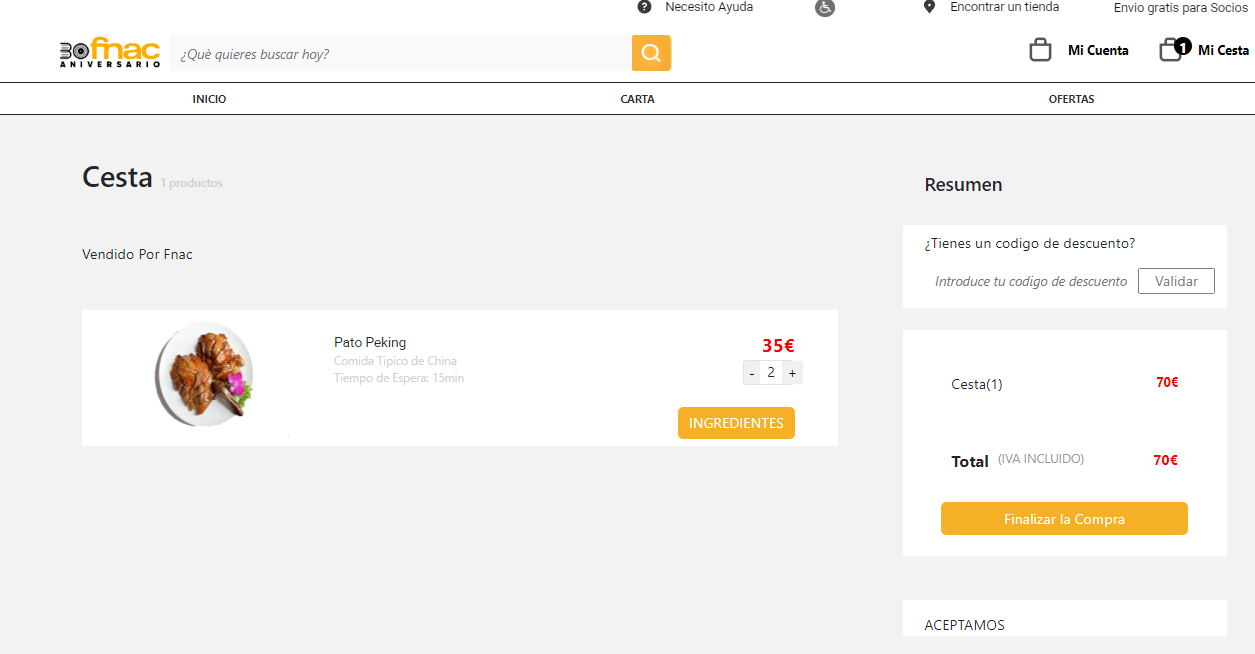 ? Necesito Ayuda
Encontrar un tienda
Envio gratis para Socios
30 fnac
ANIVERSARIO
¿Què quieres buscar hoy?
Mi Cuenta
1 Mi Cesta
INICIO
CARTA
OFERTAS
Cesta 1 productos
Vendido Por Fnac
Pato Peking
Comida Tipico de China
Tiempo de Espera: 15min
35€
- 2 +
INGREDIENTES
Resumen
¿Tienes un codigo de descuento?
Introduce tu codigo de descuento Validar
Cesta(1) 70€
Total (IVA INCLUIDO) 70€
Finalizar la Compra
ACEPTAMOS